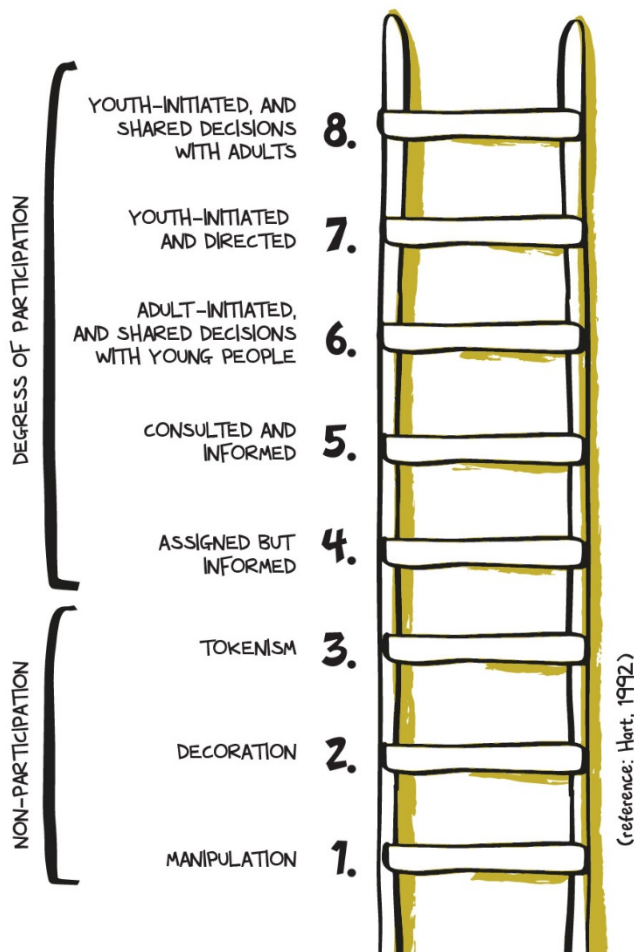 DEGRESS OF PARTICIPATION
YOUTH-INITIATED, AND
SHARED DECISIONS
WITH ADULTS
8.
YOUTH-INITIATED
AND DIRECTED
7.
ADULT-INITIATED,
AND SHARED DECISIONS
WITH YOUNG PEOPLE
6.
CONSULTED AND
INFORMED
5.
ASSIGNED BUT
INFORMED
4.
NON-PARTICIPATION
TOKENISM
3.
DECORATION
2.
MANIPULATION
1.
(reference: Hart, 1992)